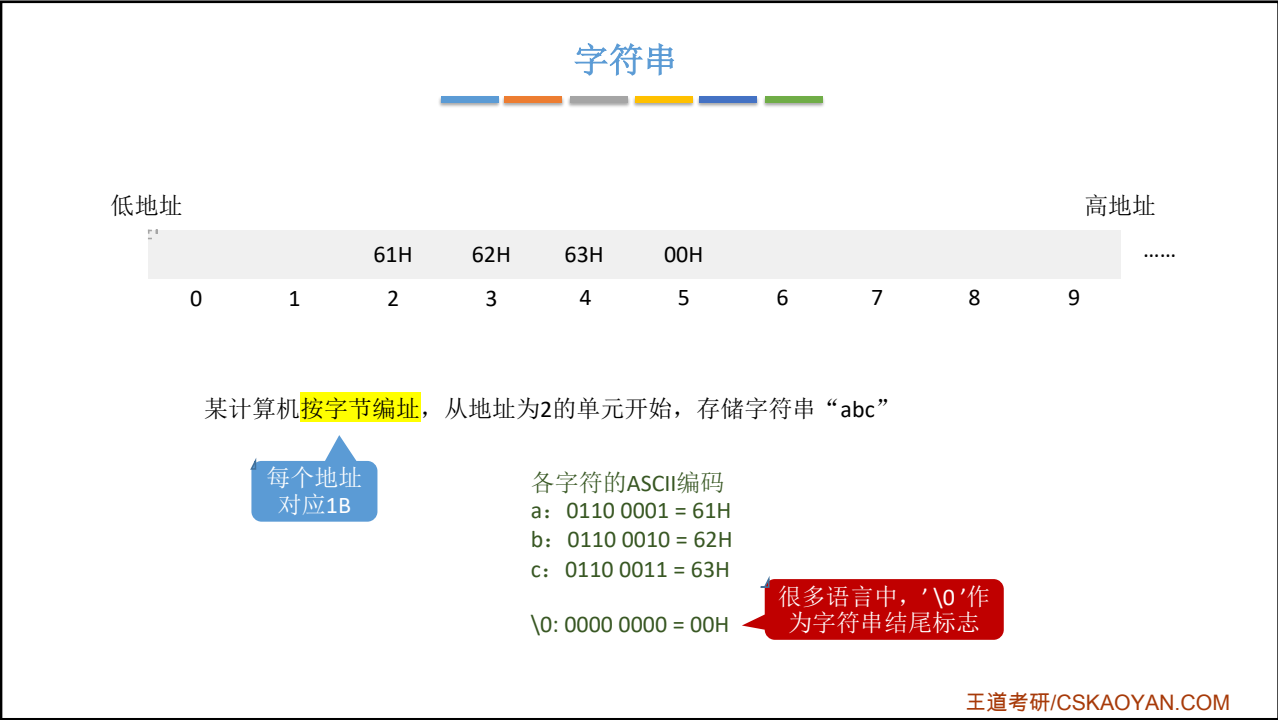 字符串
低地址 高地址
61H 62H 63H 00H ……
0 1 2 3 4 5 6 7 8 9
某计算机按字节编址，从地址为2的单元开始，存储字符串“abc”
每个地址
对应1B
各字符的ASCII编码
a：0110 0001 = 61H
b：0110 0010 = 62H
c：0110 0011 = 63H
\0: 0000 0000 = 00H
很多语言中，’\0’作
为字符串结尾标志
王道考研/CSKAOYAN.COM